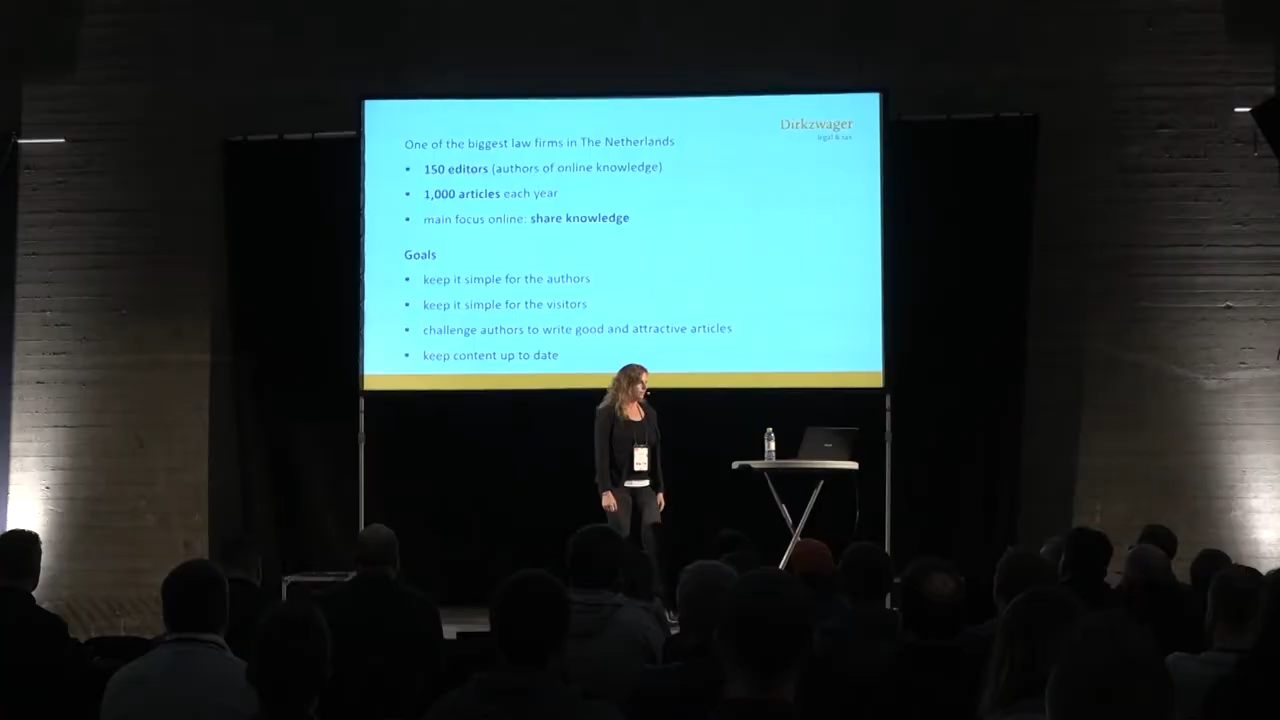 Dirkzwager
legal & tax
One of the biggest law firms in The Netherlands
▪ 150 editors (authors of online knowledge)
▪ 1,000 articles each year
▪ main focus online: share knowledge
Goals
▪ keep it simple for the authors
▪ keep it simple for the visitors
▪ challenge authors to write good and attractive articles
▪ keep content up to date